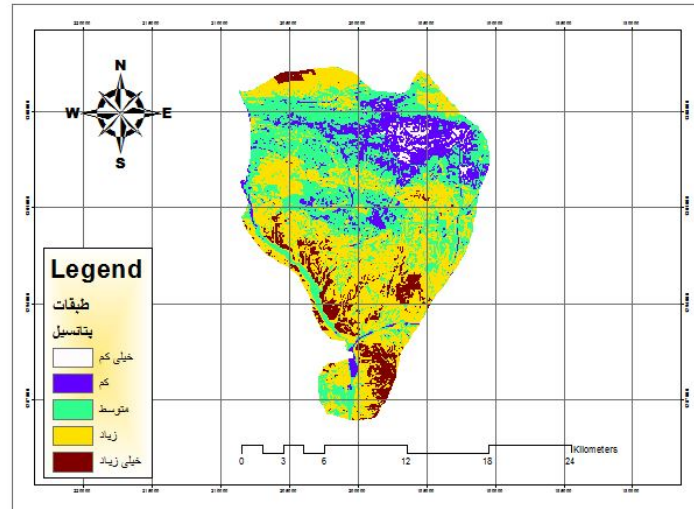 N
W E
S
Legend
طبقات
پتانسیل
خیلی کم
کم
متوسط
زیاد
خیلی زیاد
Kilometers
0 3 6 12 18 24